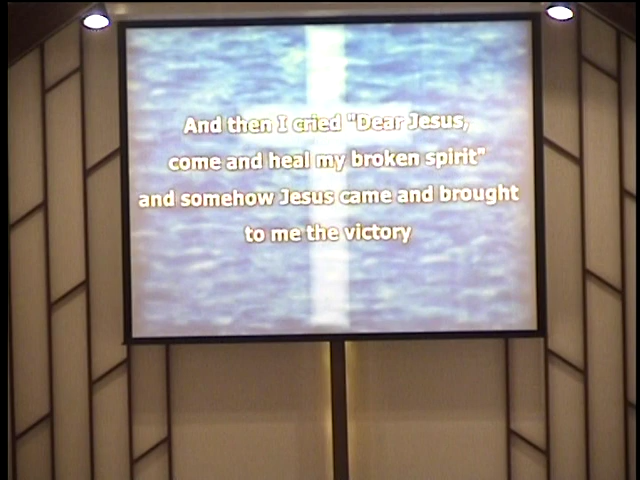 And then I cried "Dear Jesus,
come and heal my broken spirit"
and somehow Jesus came and brought
to me the victory